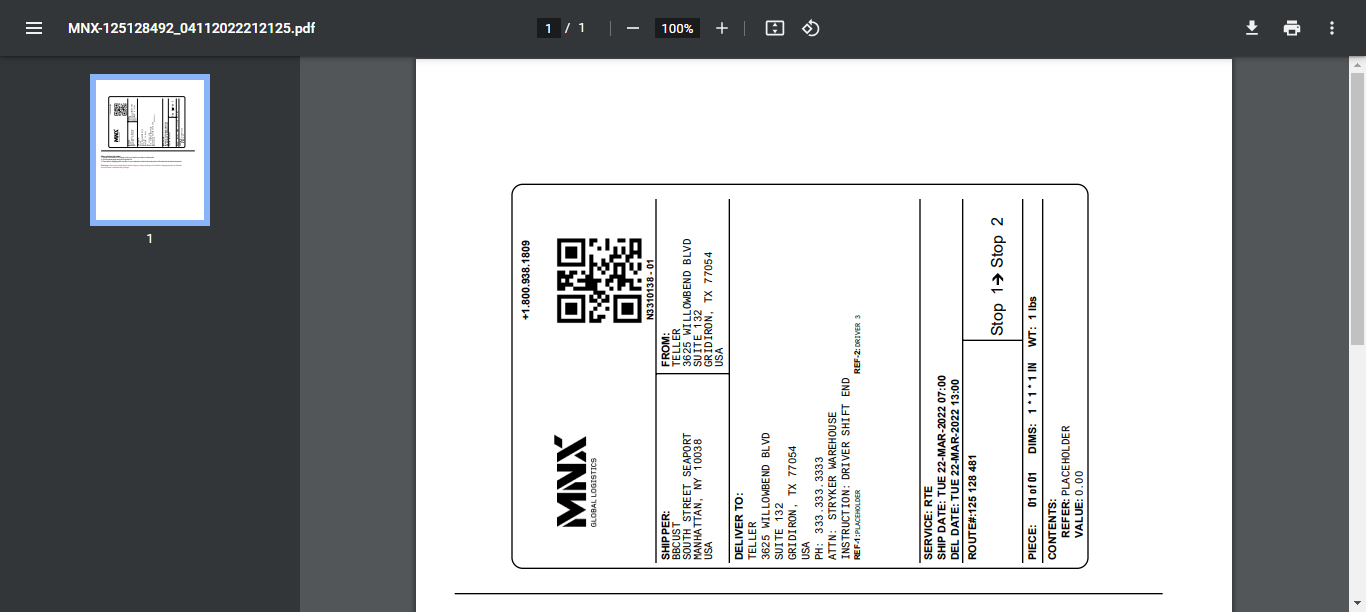 MNX-125128492_04112022212125.pdf
1 / 1
100%
1
MNX
GLOBAL LOGISTICS
+1.800.938.1809
N3310138 - 01
SHIPPER:
BBCUST
SOUTH STREET SEAPORT
MANHATTAN, NY 10038
USA
FROM:
TELLER
3625 WILLOWBEND BLVD
SUITE 132
GRIDIRON, TX 77054
USA
DELIVER TO:
TELLER
3625 WILLOWBEND BLVD
SUITE 132
GRIDIRON, TX 77054
USA
PH: 333.333.3333
ATTN: STRYKER WAREHOUSE
INSTRUCTION: DRIVER SHIFT END
REF-1:PLACEHOLDER REF-2:DRIVER 3
SERVICE: RTE
SHIP DATE: TUE 22-MAR-2022 07:00
DEL DATE: TUE 22-MAR-2022 13:00
ROUTE#:125 128 481
Stop 1→ Stop 2
PIECE: 01 of 01 DIMS: 1 * 1 * 1 IN WT: 1 lbs
CONTENTS:
REFER: PLACEHOLDER
VALUE: 0.00